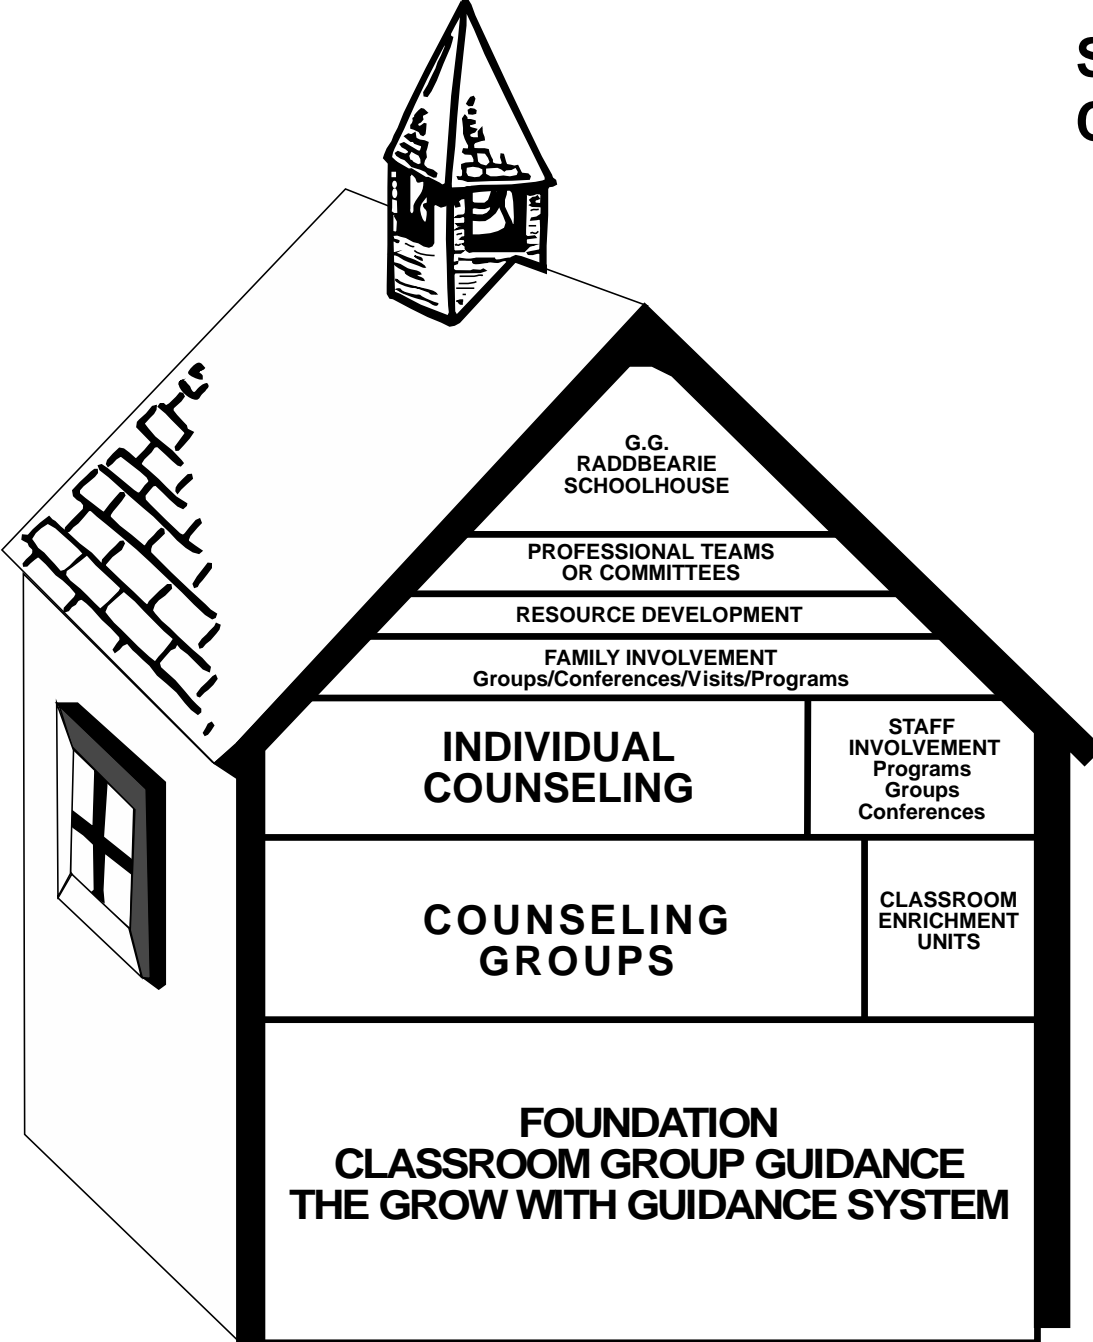 G.G.
RADDBEARIE
SCHOOLHOUSE
PROFESSIONAL TEAMS
OR COMMITTEES
RESOURCE DEVELOPMENT
FAMILY INVOLVEMENT
Groups/Conferences/Visits/Programs
INDIVIDUAL
COUNSELING
STAFF
INVOLVEMENT
Programs
Groups
Conferences
COUNSELING
GROUPS
CLASSROOM
ENRICHMENT
UNITS
FOUNDATION
CLASSROOM GROUP GUIDANCE
THE GROW WITH GUIDANCE SYSTEM